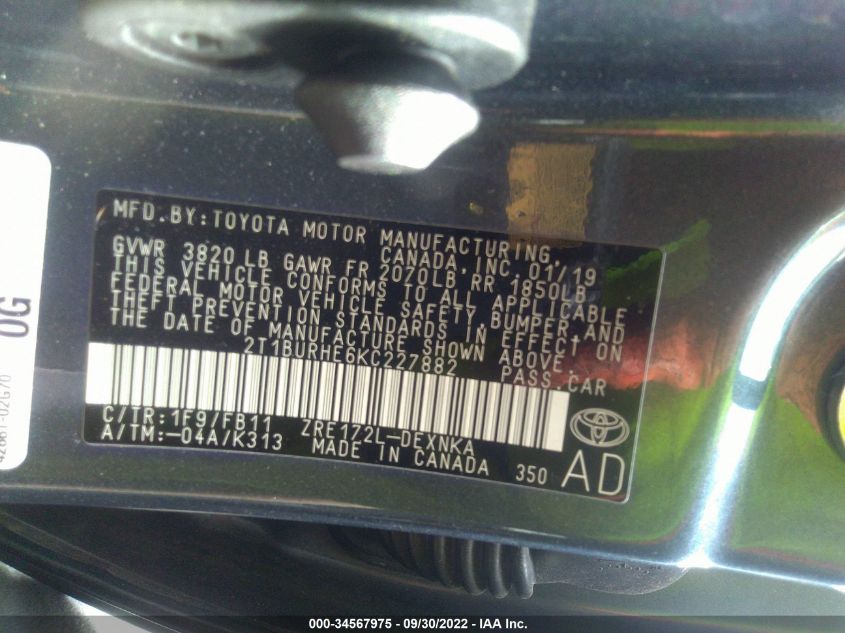 MFD.BY:TOYOTA MOTOR MANUFACTURING,
CANADA, INC. 01/19
GVWR 3820 LB GAWR FR 2070LB RR 1850LB
THIS VEHICLE CONFORMS TO ALL APPLICABLE
FEDERAL MOTOR VEHICLE SAFETY, BUMPER, AND
THEFT PREVENTION STANDARDS IN EFFECT ON
THE DATE OF MANUFACTURE SHOWN ABOVE.
2T1BURHE6KC227882 PASS.CAR
C/TR:1F9/FB11 ZRE172L-DEXNKA
A/TM:-04A/K313 MADE IN CANADA 350 AD
0G
42661-02G70
000-34567975 - 09/30/2022 - IAA Inc.